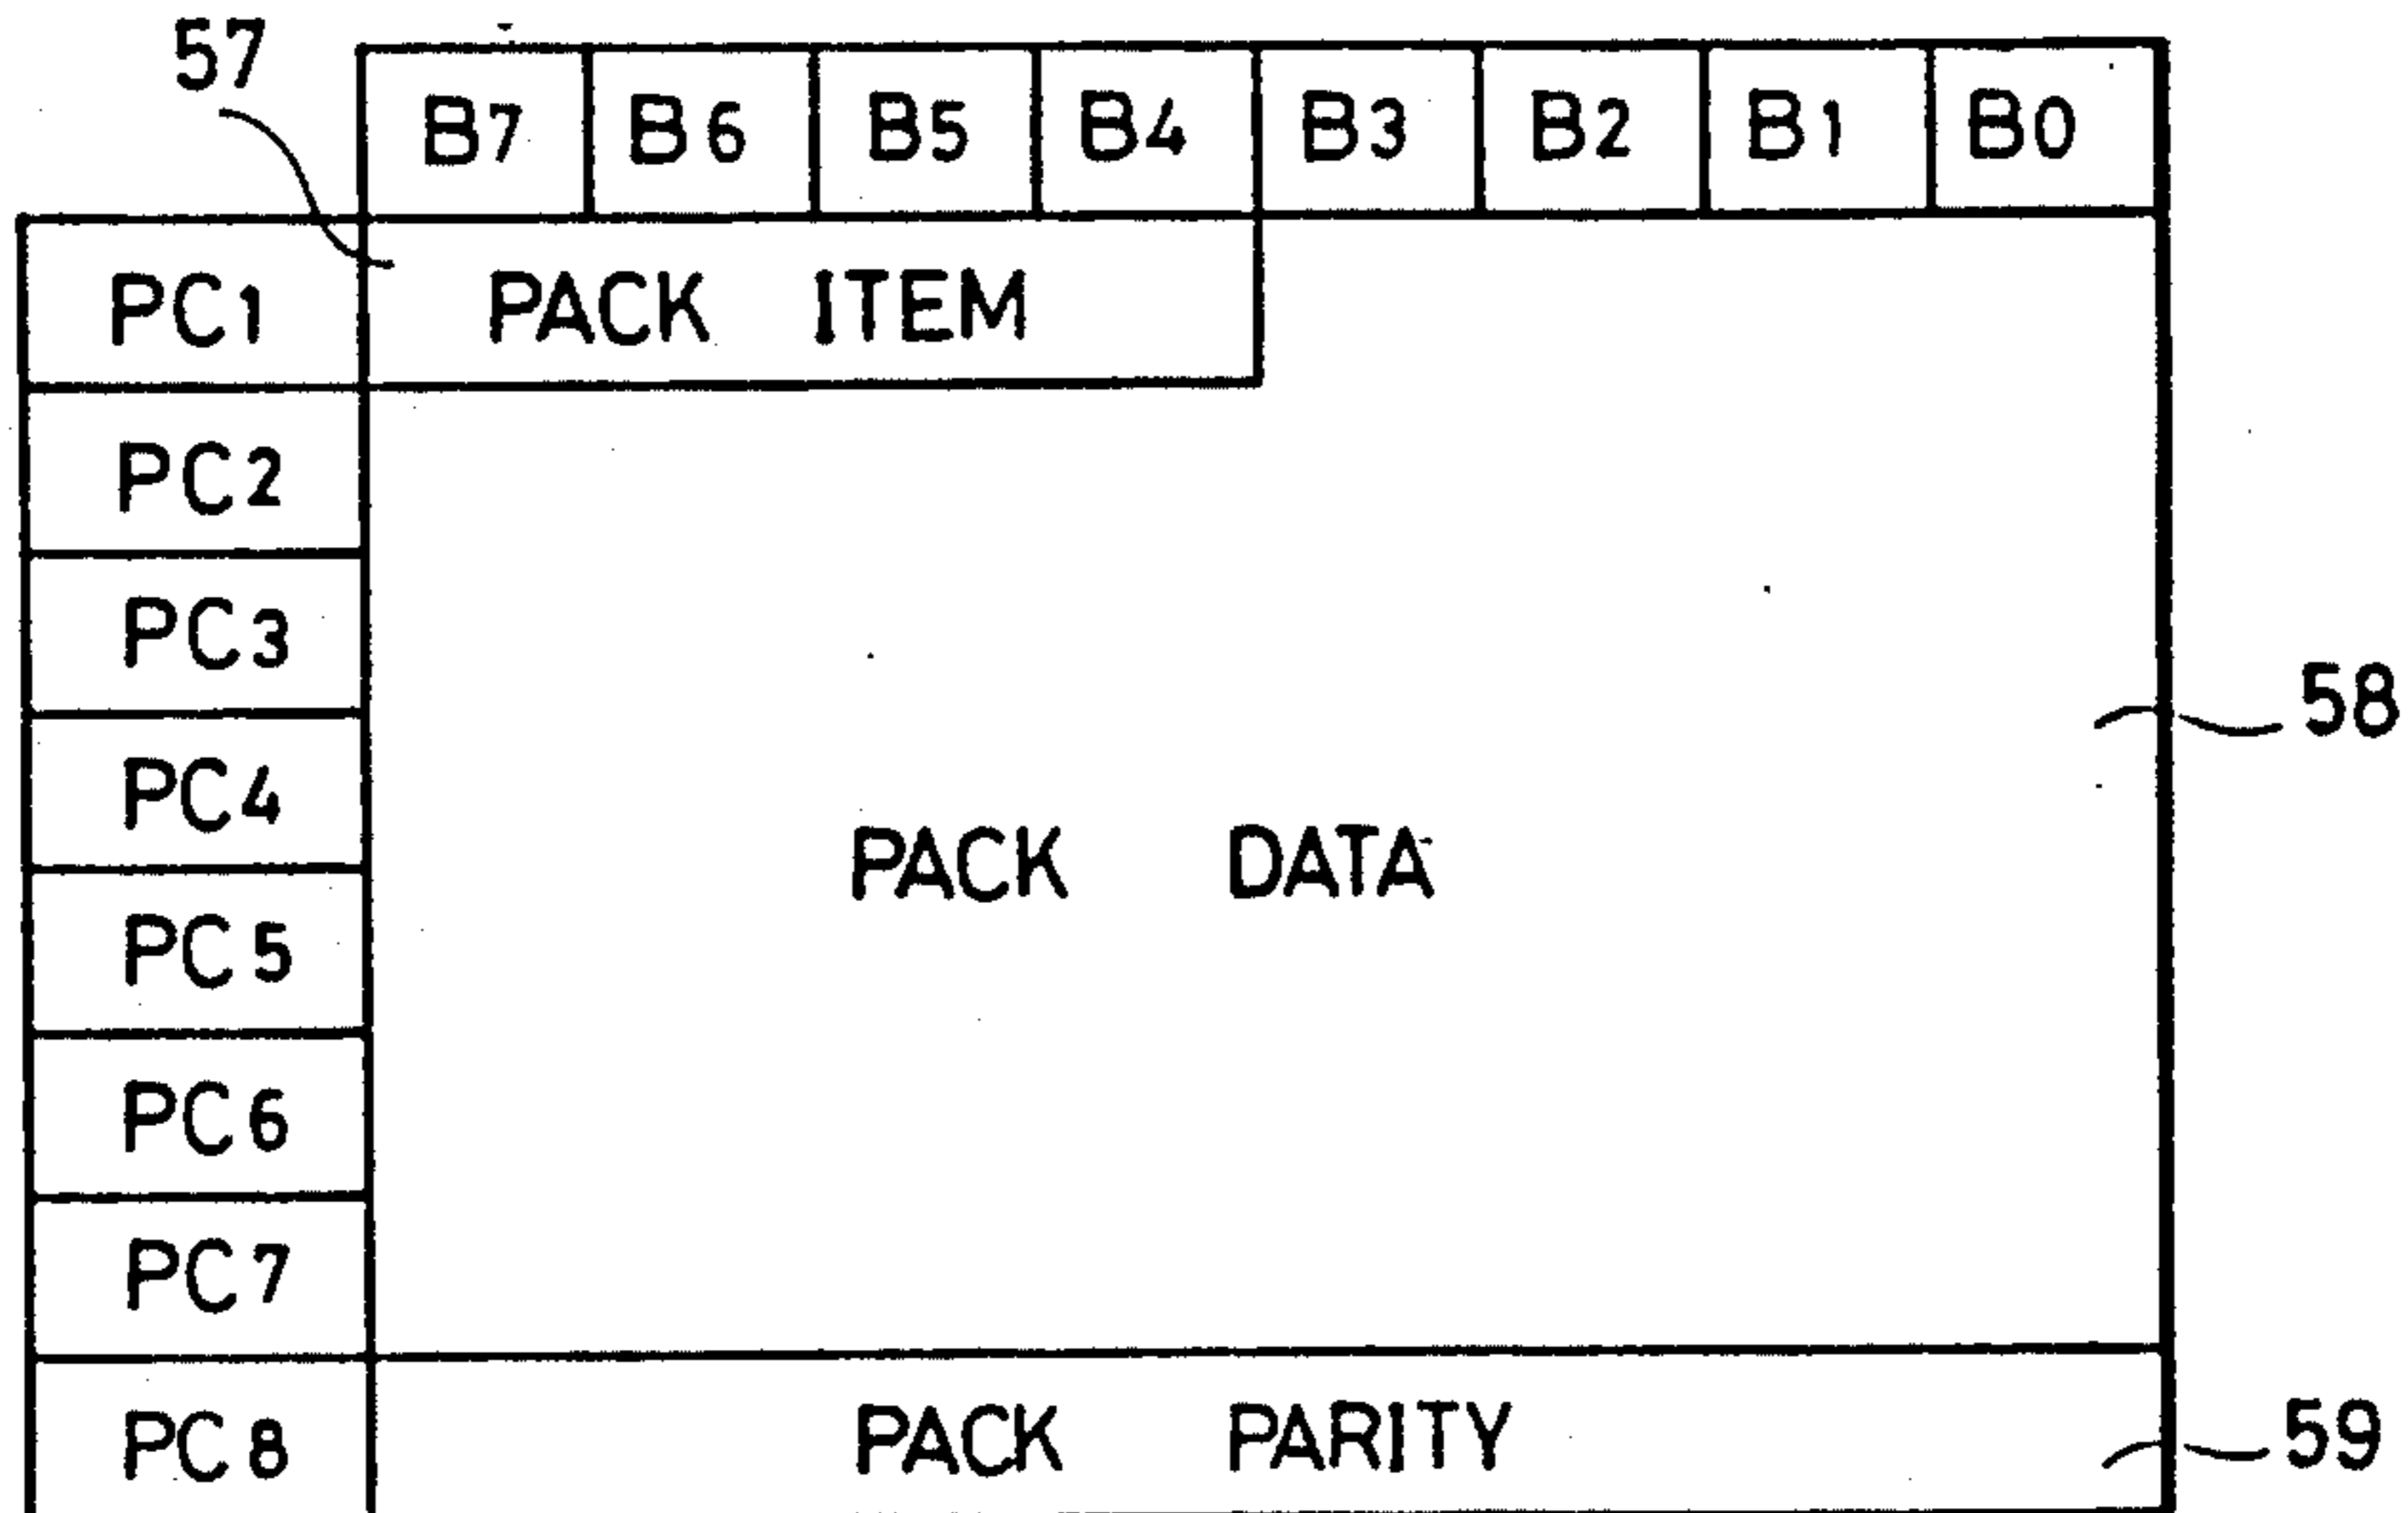 57
B7 B6 B5 B4 B3 B2 B1 B0
PC1 PACK ITEM
PC2
PC3
58
PC4
PACK DATA
PC5
PC6
PC7
PC8 PACK PARITY 59